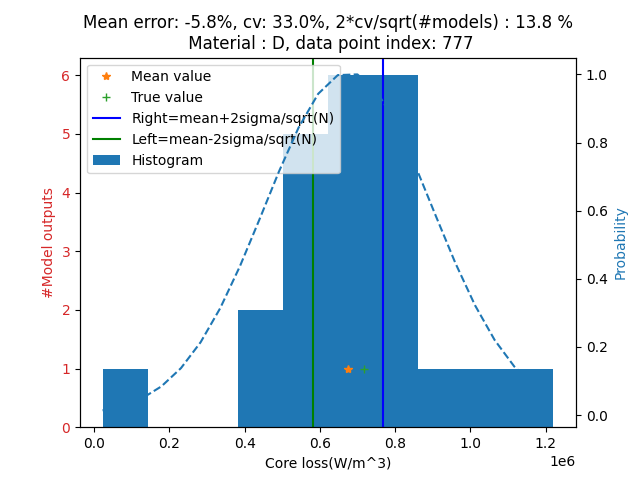 Mean error: -5.8%, cv: 33.0%, 2*cv/sqrt(#models) : 13.8 %
Material : D, data point index: 777
Mean value
True value
Right=mean+2sigma/sqrt(N)
Left=mean-2sigma/sqrt(N)
Histogram
#Model outputs
6
5
4
3
2
1
0
Probability
1.0
0.8
0.6
0.4
0.2
0.0
0.0 0.2 0.4 0.6 0.8 1.0 1.2
1e6
Core loss(W/m^3)